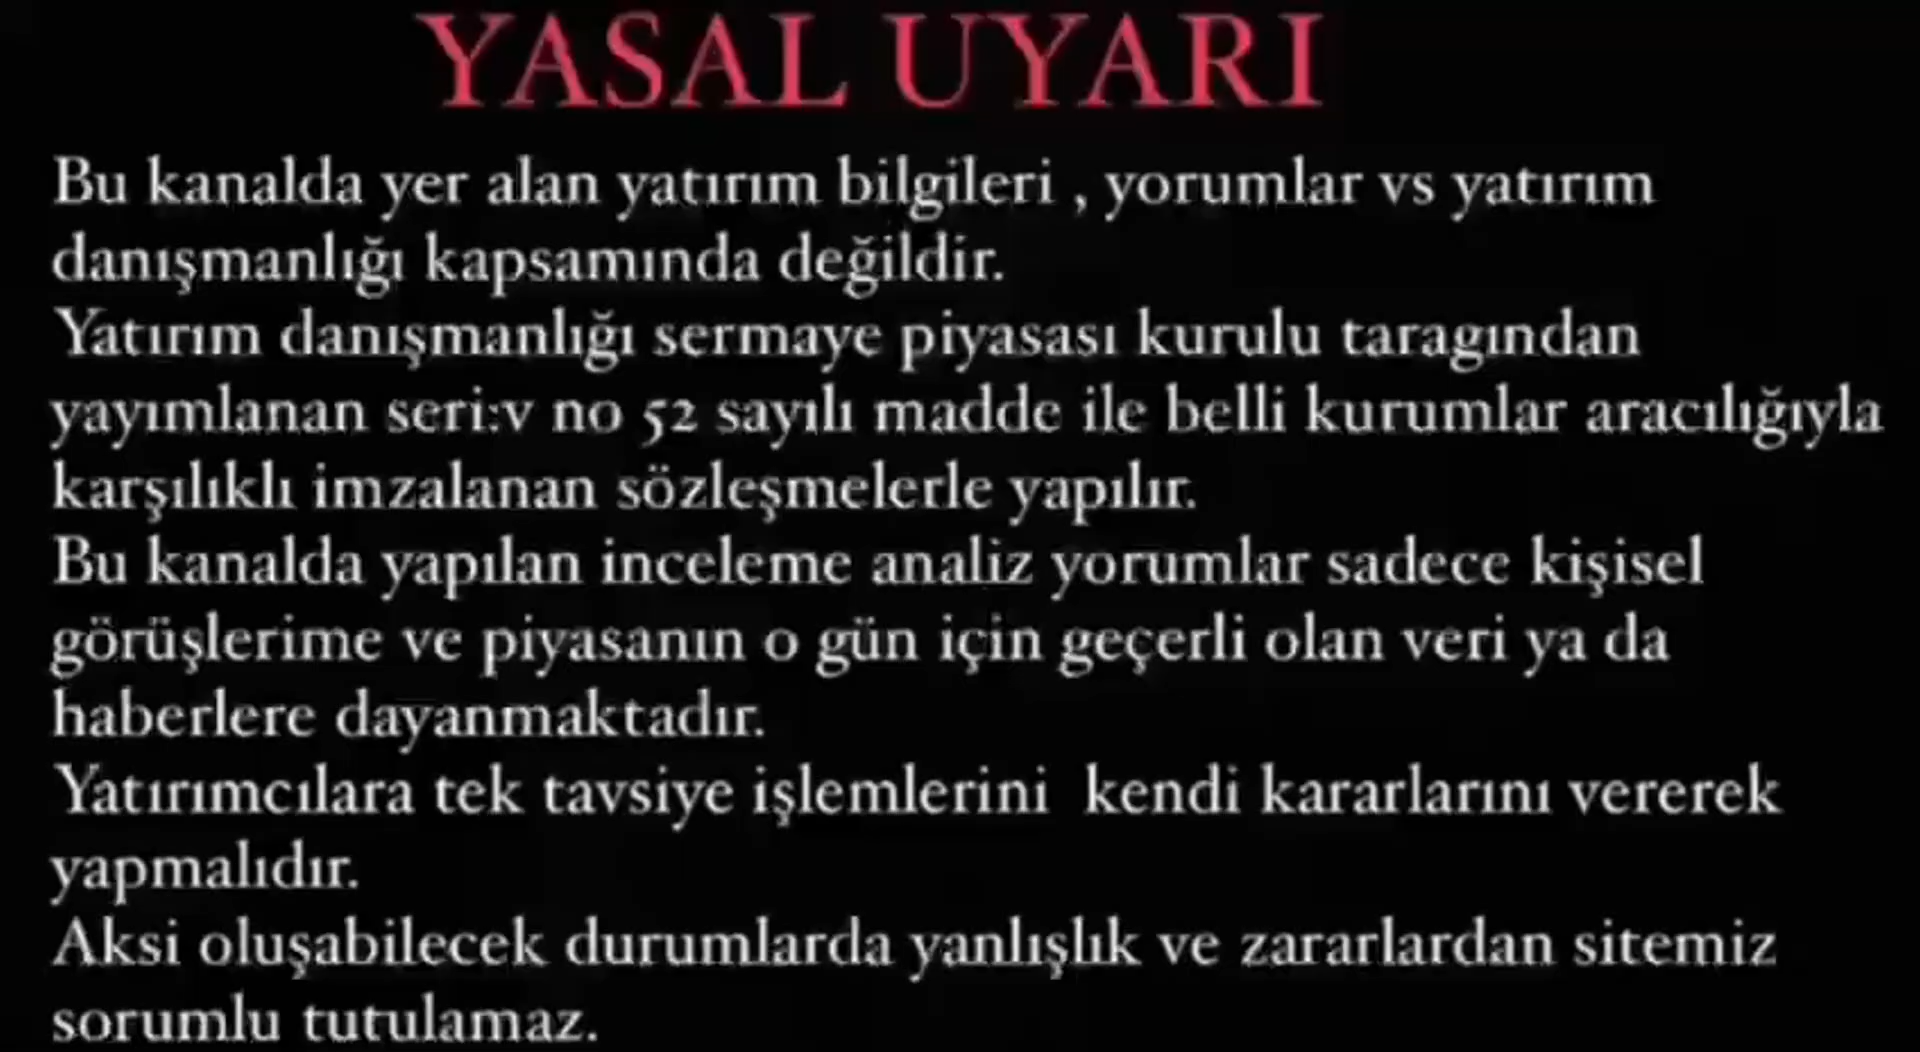 YASAL UYARI
Bu kanalda yer alan yatırım bilgileri , yorumlar vs yatırım
danışmanlığı kapsamında değildir.
Yatırım danışmanlığı sermaye piyasası kurulu taragından
yayımlanan seri:v no 52 sayılı madde ile belli kurumlar aracılığıyla
karşılıklı imzalanan sözleşmelerle yapılır.
Bu kanalda yapılan inceleme analiz yorumlar sadece kişisel
görüşlerime ve piyasanın o gün için geçerli olan veri ya da
haberlere dayanmaktadır.
Yatırımcılara tek tavsiye işlemlerini kendi kararlarını vererek
yapmalıdır.
Aksi oluşabilecek durumlarda yanlışlık ve zararlardan sitemiz
sorumlu tutulamaz.